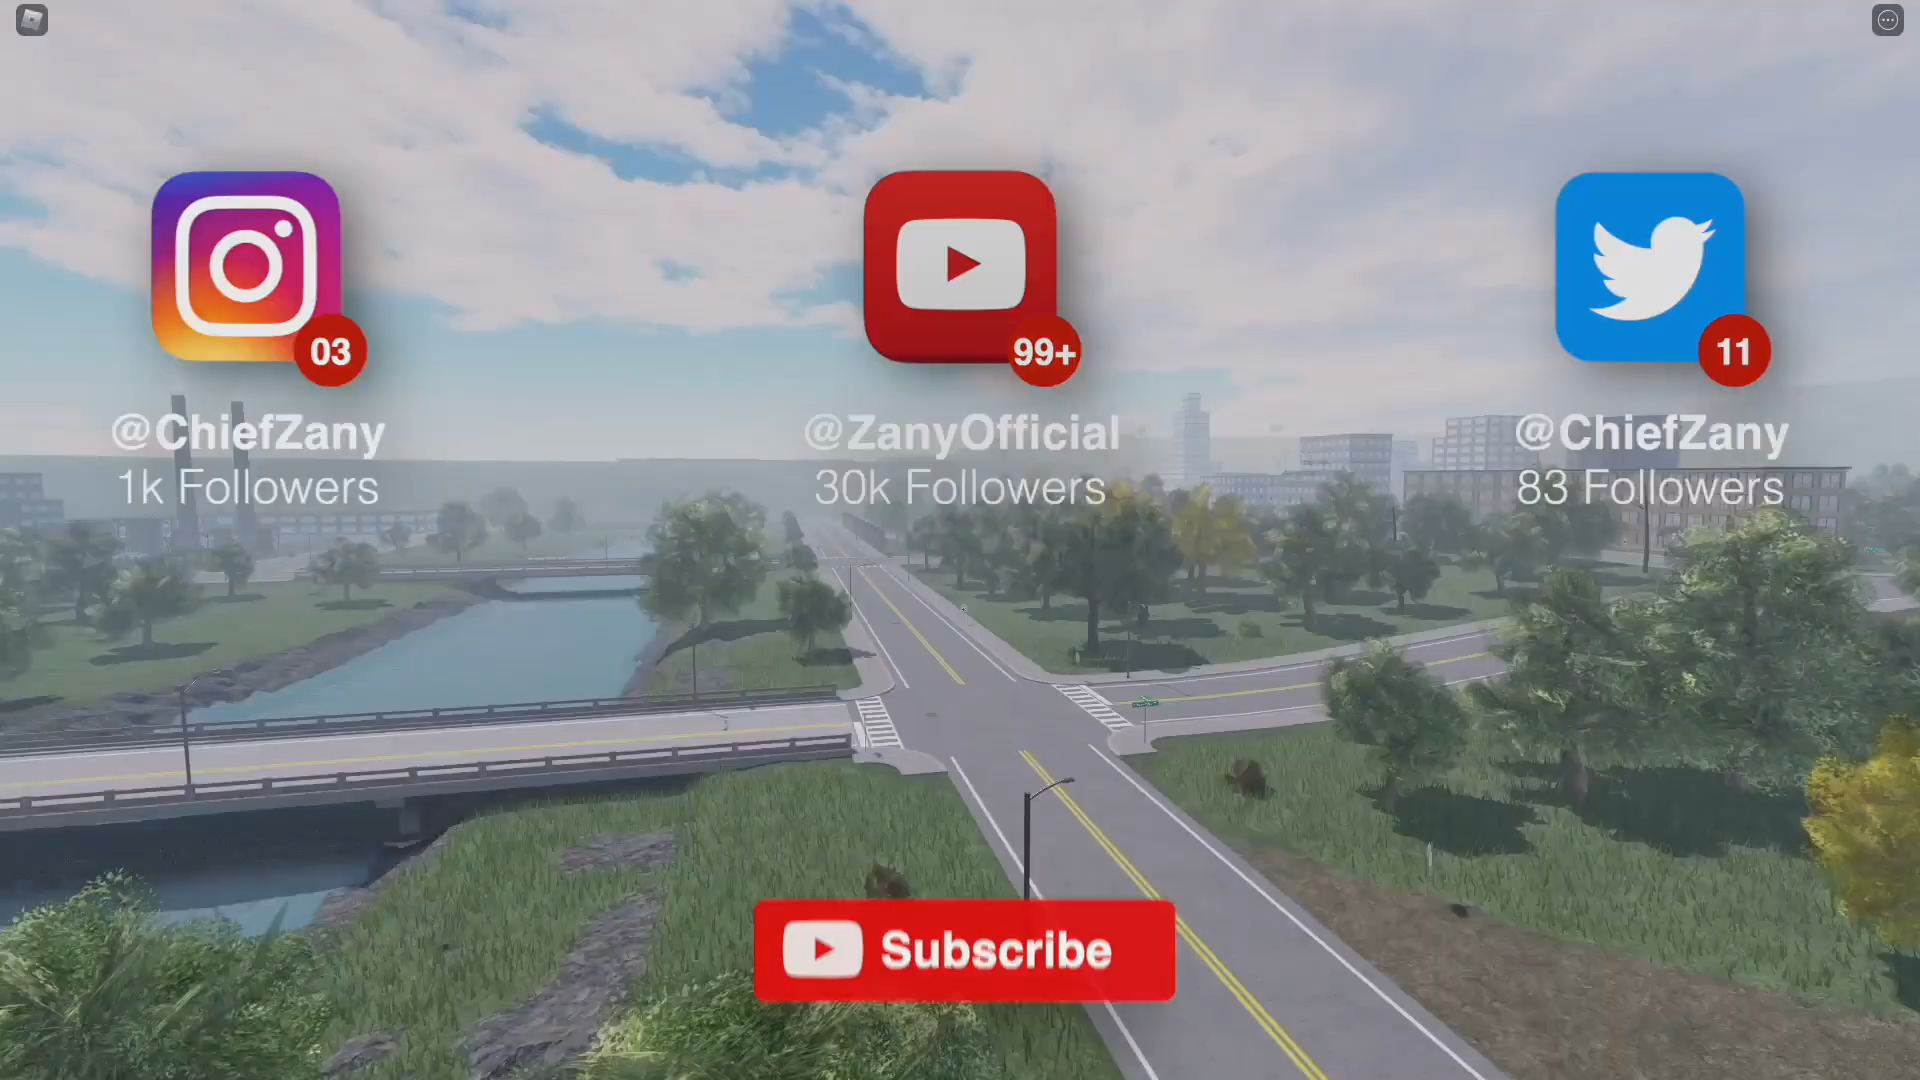 03
99+
11
@ChiefZany
1k Followers
@ZanyOfficial
30k Followers
@ChiefZany
83 Followers
Subscribe